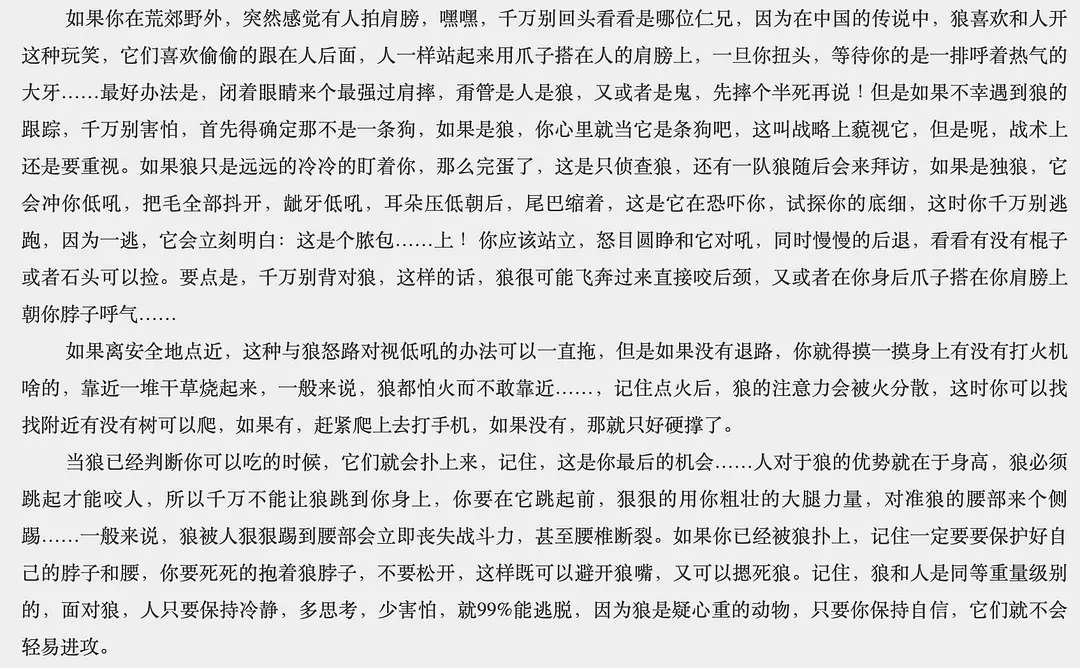 如果你在荒郊野外，突然感觉有人拍肩膀，嘿嘿，千万别回头看看是哪位仁兄，因为在中国的传说中，狼喜欢和人开
这种玩笑，它们喜欢偷偷的跟在人后面，人一样站起来用爪子搭在人的肩膀上，一旦你扭头，等待你的是一排呼着热气的
大牙……最好办法是，闭着眼睛来个最强过肩摔，甭管是人是狼，又或者是鬼，先摔个半死再说！但是如果不幸遇到狼的
跟踪，千万别害怕，首先得确定那不是一条狗，如果是狼，你心里就当它是条狗吧，这叫战略上藐视它，但是呢，战术上
还是要重视。如果狼只是远远的冷冷的盯着你，那么完蛋了，这是只侦查狼，还有一队狼随后会来拜访，如果是独狼，它
会冲你低吼，把毛全部抖开，龇牙低吼，耳朵压低朝后，尾巴缩着，这是它在恐吓你，试探你的底细，这时你千万别逃
跑，因为一逃，它会立刻明白：这是个脓包……上！你应该站立，怒目圆睁和它对吼，同时慢慢的后退，看看有没有棍子
或者石头可以捡。要点是，千万别背对狼，这样的话，狼很可能飞奔过来直接咬后颈，又或者在你身后爪子搭在你肩膀上
朝你脖子呼气……
如果离安全地点近，这种与狼怒路对视低吼的办法可以一直拖，但是如果没有退路，你就得摸一摸身上有没有打火机
啥的，靠近一堆干草烧起来，一般来说，狼都怕火而不敢靠近……，记住点火后，狼的注意力会被火分散，这时你可以找
找附近有没有树可以爬，如果有，赶紧爬上去打手机，如果没有，那就只好硬撑了。
当狼已经判断你可以吃的时候，它们就会扑上来，记住，这是你最后的机会……人对于狼的优势就在于身高，狼必须
跳起才能咬人，所以千万不能让狼跳到你身上，你要在它跳起前，狠狠的用你粗壮的大腿力量，对准狼的腰部来个侧
踢……一般来说，狼被人狠狠踢到腰部会立即丧失战斗力，甚至腰椎断裂。如果你已经被狼扑上，记住一定要要保护好自
己的脖子和腰，你要死死的抱着狼脖子，不要松开，这样既可以避开狼嘴，又可以摁死狼。记住，狼和人是同等重量级别
的，面对狼，人只要保持冷静，多思考，少害怕，就99%能逃脱，因为狼是疑心重的动物，只要你保持自信，它们就不会
轻易进攻。